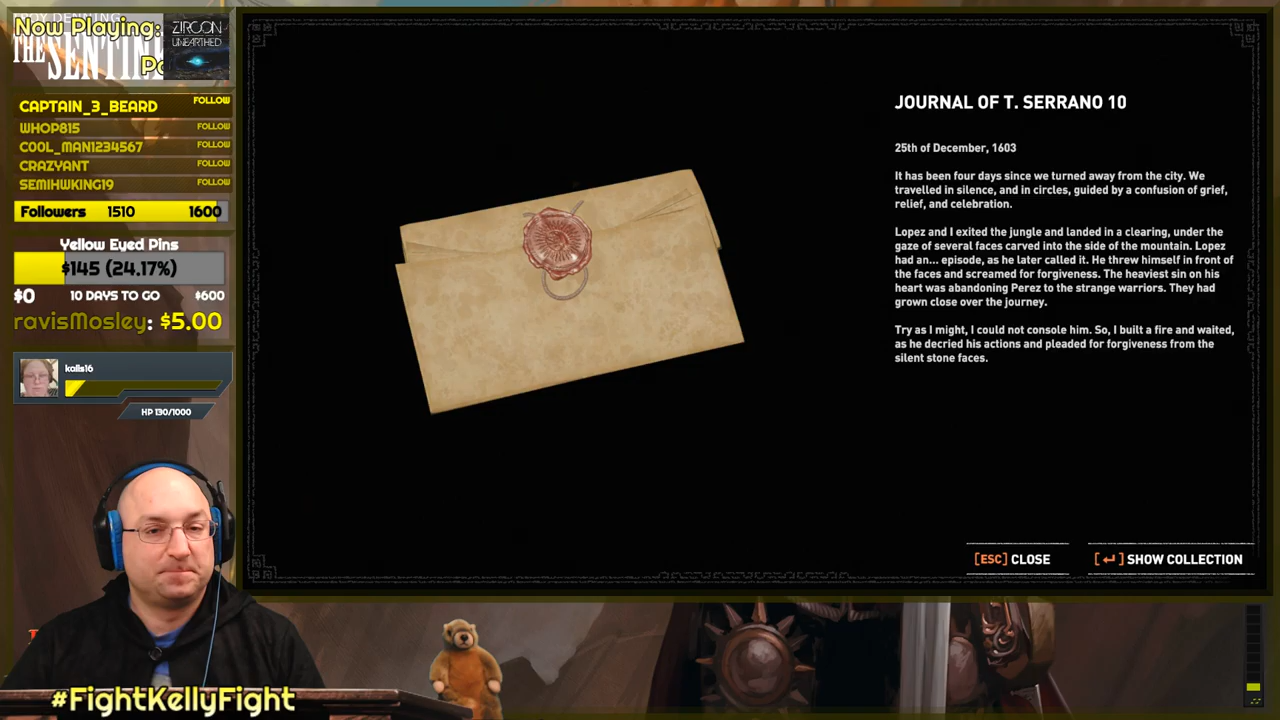 Now Playing:
THE SENTINE
ZIRCON
UNEARTHED
CAPTAIN_3_BEARD FOLLOW
WHOP815 FOLLOW
COOL_MAN1234567 FOLLOW
CRAZYANT FOLLOW
SEMIHWKING19 FOLLOW
Followers 1510 1600
Yellow Eyed Pins
$145 (24.17%)
$0 10 DAYS TO GO $600
ravisMosley: $5.00
kalis16
HP 130/1000
#FightKellyFight
JOURNAL OF T. SERRANO 10
25th of December, 1603
It has been four days since we turned away from the city. We
travelled in silence, and in circles, guided by a confusion of grief,
relief, and celebration.
Lopez and I exited the jungle and landed in a clearing, under the
gaze of several faces carved into the side of the mountain. Lopez
had an... episode, as he later called it. He threw himself in front of
the faces and screamed for forgiveness. The heaviest sin on his
heart was abandoning Perez to the strange warriors. They had
grown close over the journey.
Try as I might, I could not console him. So, I built a fire and waited,
as he decried his actions and pleaded for forgiveness from the
silent stone faces.
[ESC] CLOSE
[↵] SHOW COLLECTION